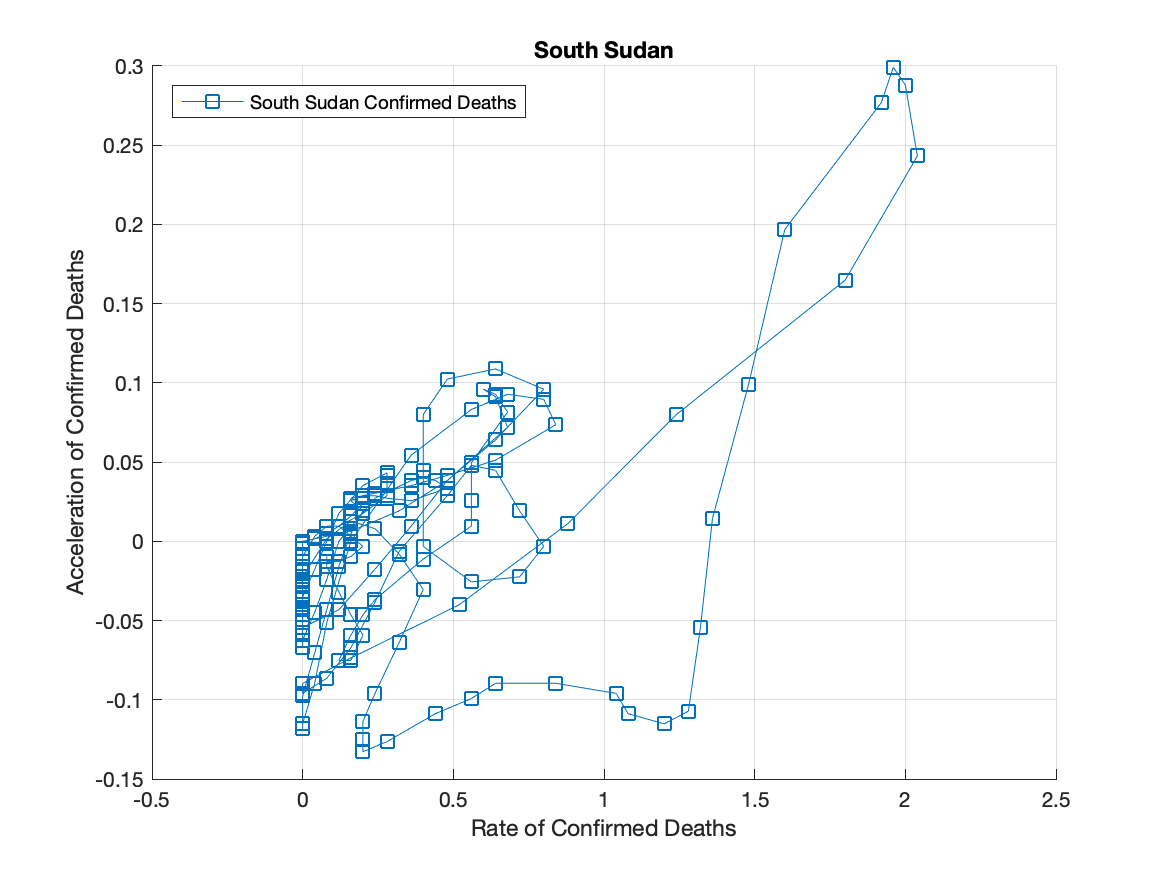 South Sudan
0.3
South Sudan Confirmed Deaths
0.25
0.2
0.15
0.1
0.05
0
-0.05
-0.1
-0.15
Acceleration of Confirmed Deaths
-0.5 0 0.5 1 1.5 2 2.5
Rate of Confirmed Deaths